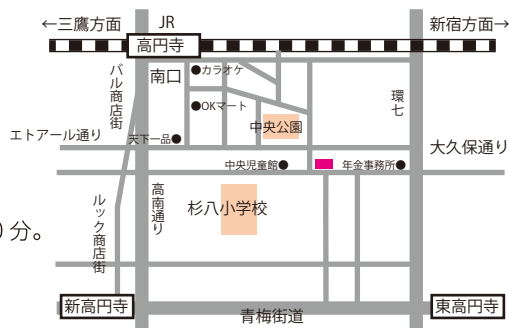 ←三鷹方面
JR
新宿方面→
高円寺
南口
●カラオケ
パル商店街
●OKマート
環七
中央公園
エトアール通り
天下一品●
大久保通り
中央児童館●
年金事務所●
高南通り
杉八小学校
ルック商店街
分。
新高円寺
東高円寺
青梅街道